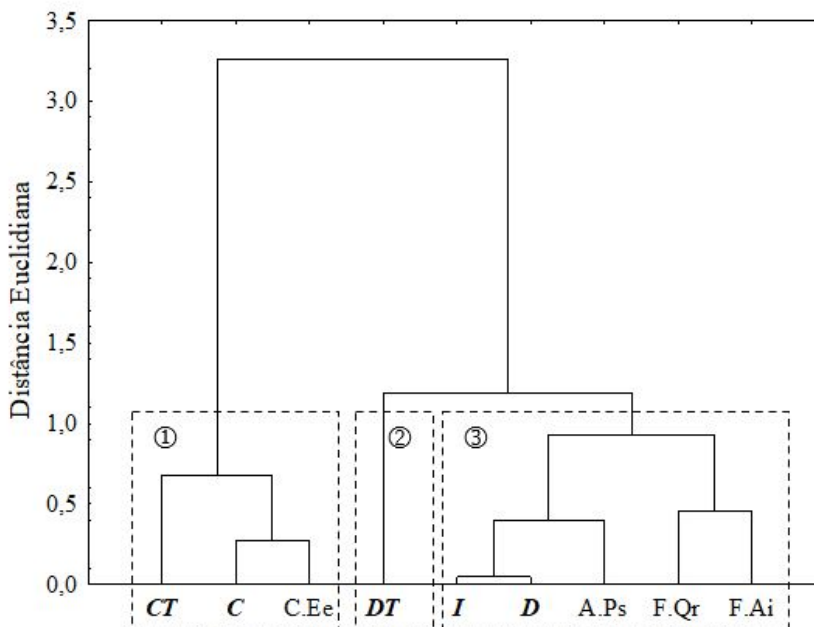 Distância Euclidiana
3,5
3,0
2,5
2,0
1,5
1,0
0,5
0,0
① ② ③
CT C C.Ee DT I D A.Ps F.Qr F.Ai